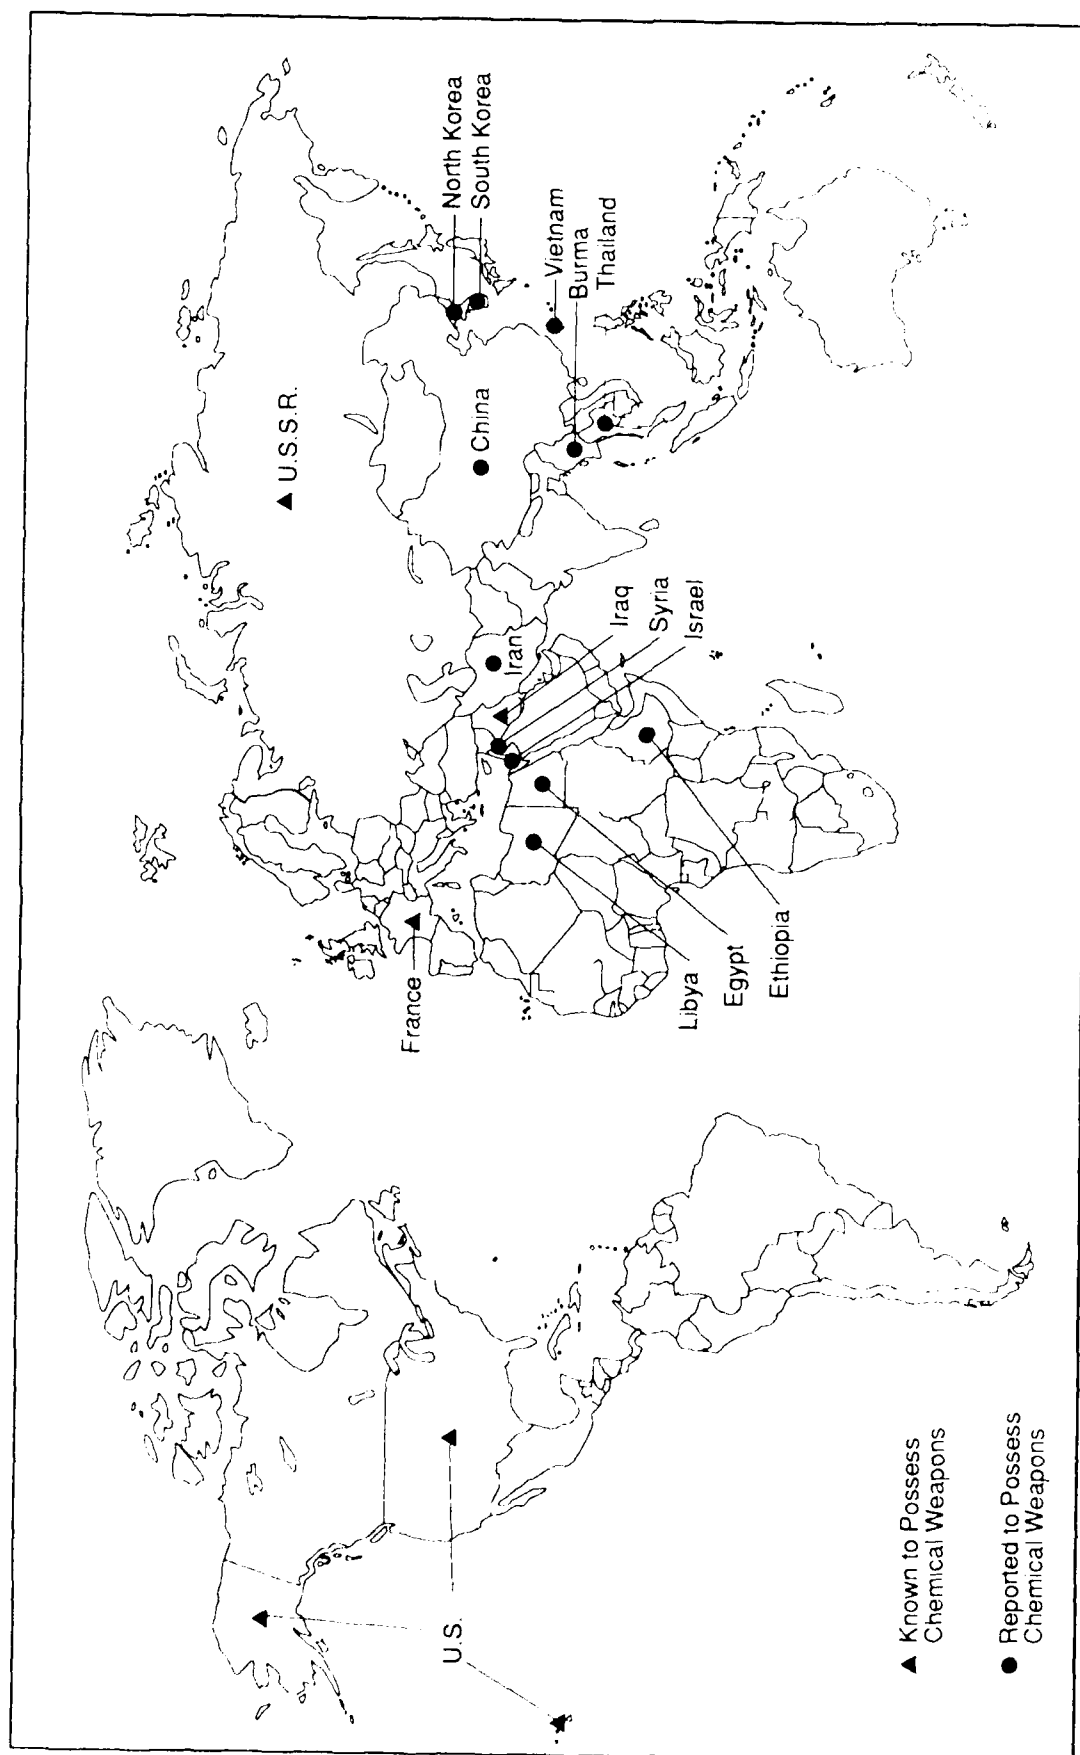 U.S.S.R.
North Korea
South Korea
China
Vietnam
Burma
Thailand
Iran
Iraq
Syria
Israel
France
Libya
Egypt
Ethiopia
U.S.
Known to Possess
Chemical Weapons
Reported to Possess
Chemical Weapons